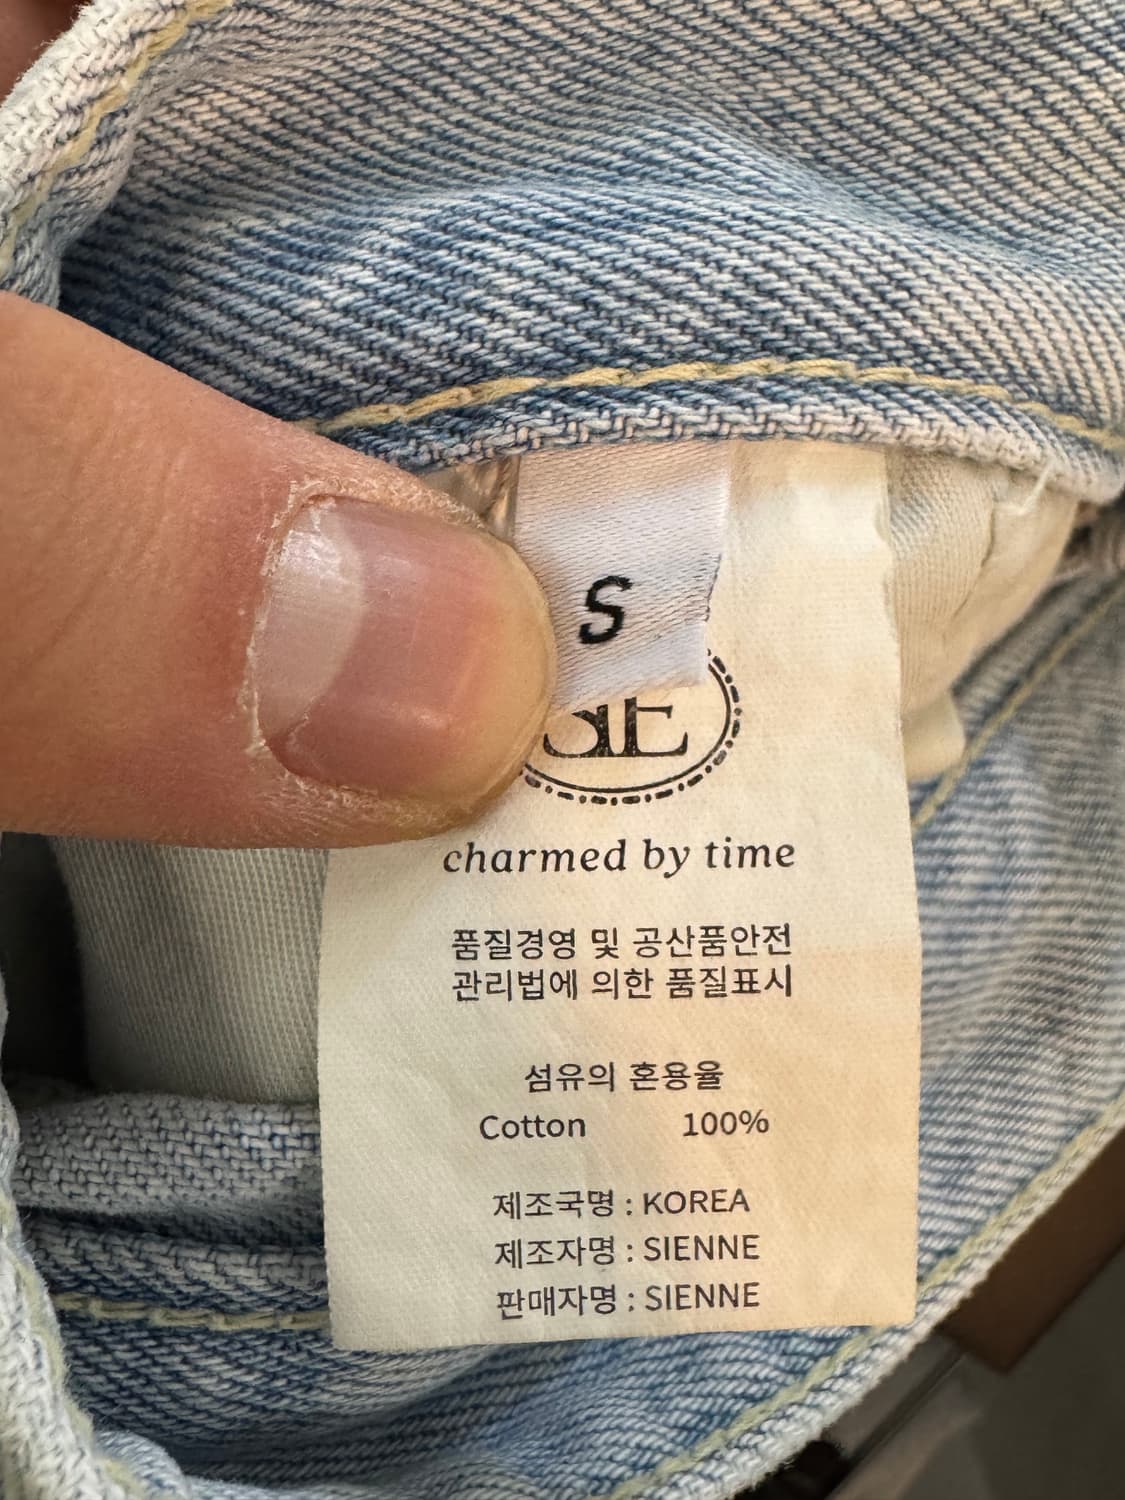 S
charmed by time
품질경영 및 공산품안전
관리법에 의한 품질표시
섬유의 혼용율
Cotton 100%
제조국명 : KOREA
제조자명 : SIENNE
판매자명 : SIENNE